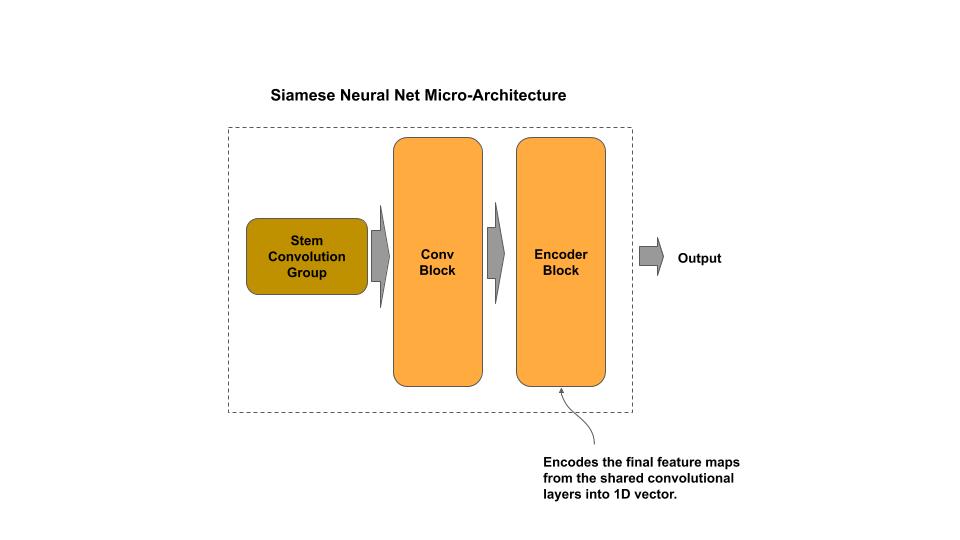 Siamese Neural Net Micro-Architecture
Stem
Convolution
Group
Conv
Block
Encoder
Block
Output
Encodes the final feature maps
from the shared convolutional
layers into 1D vector.